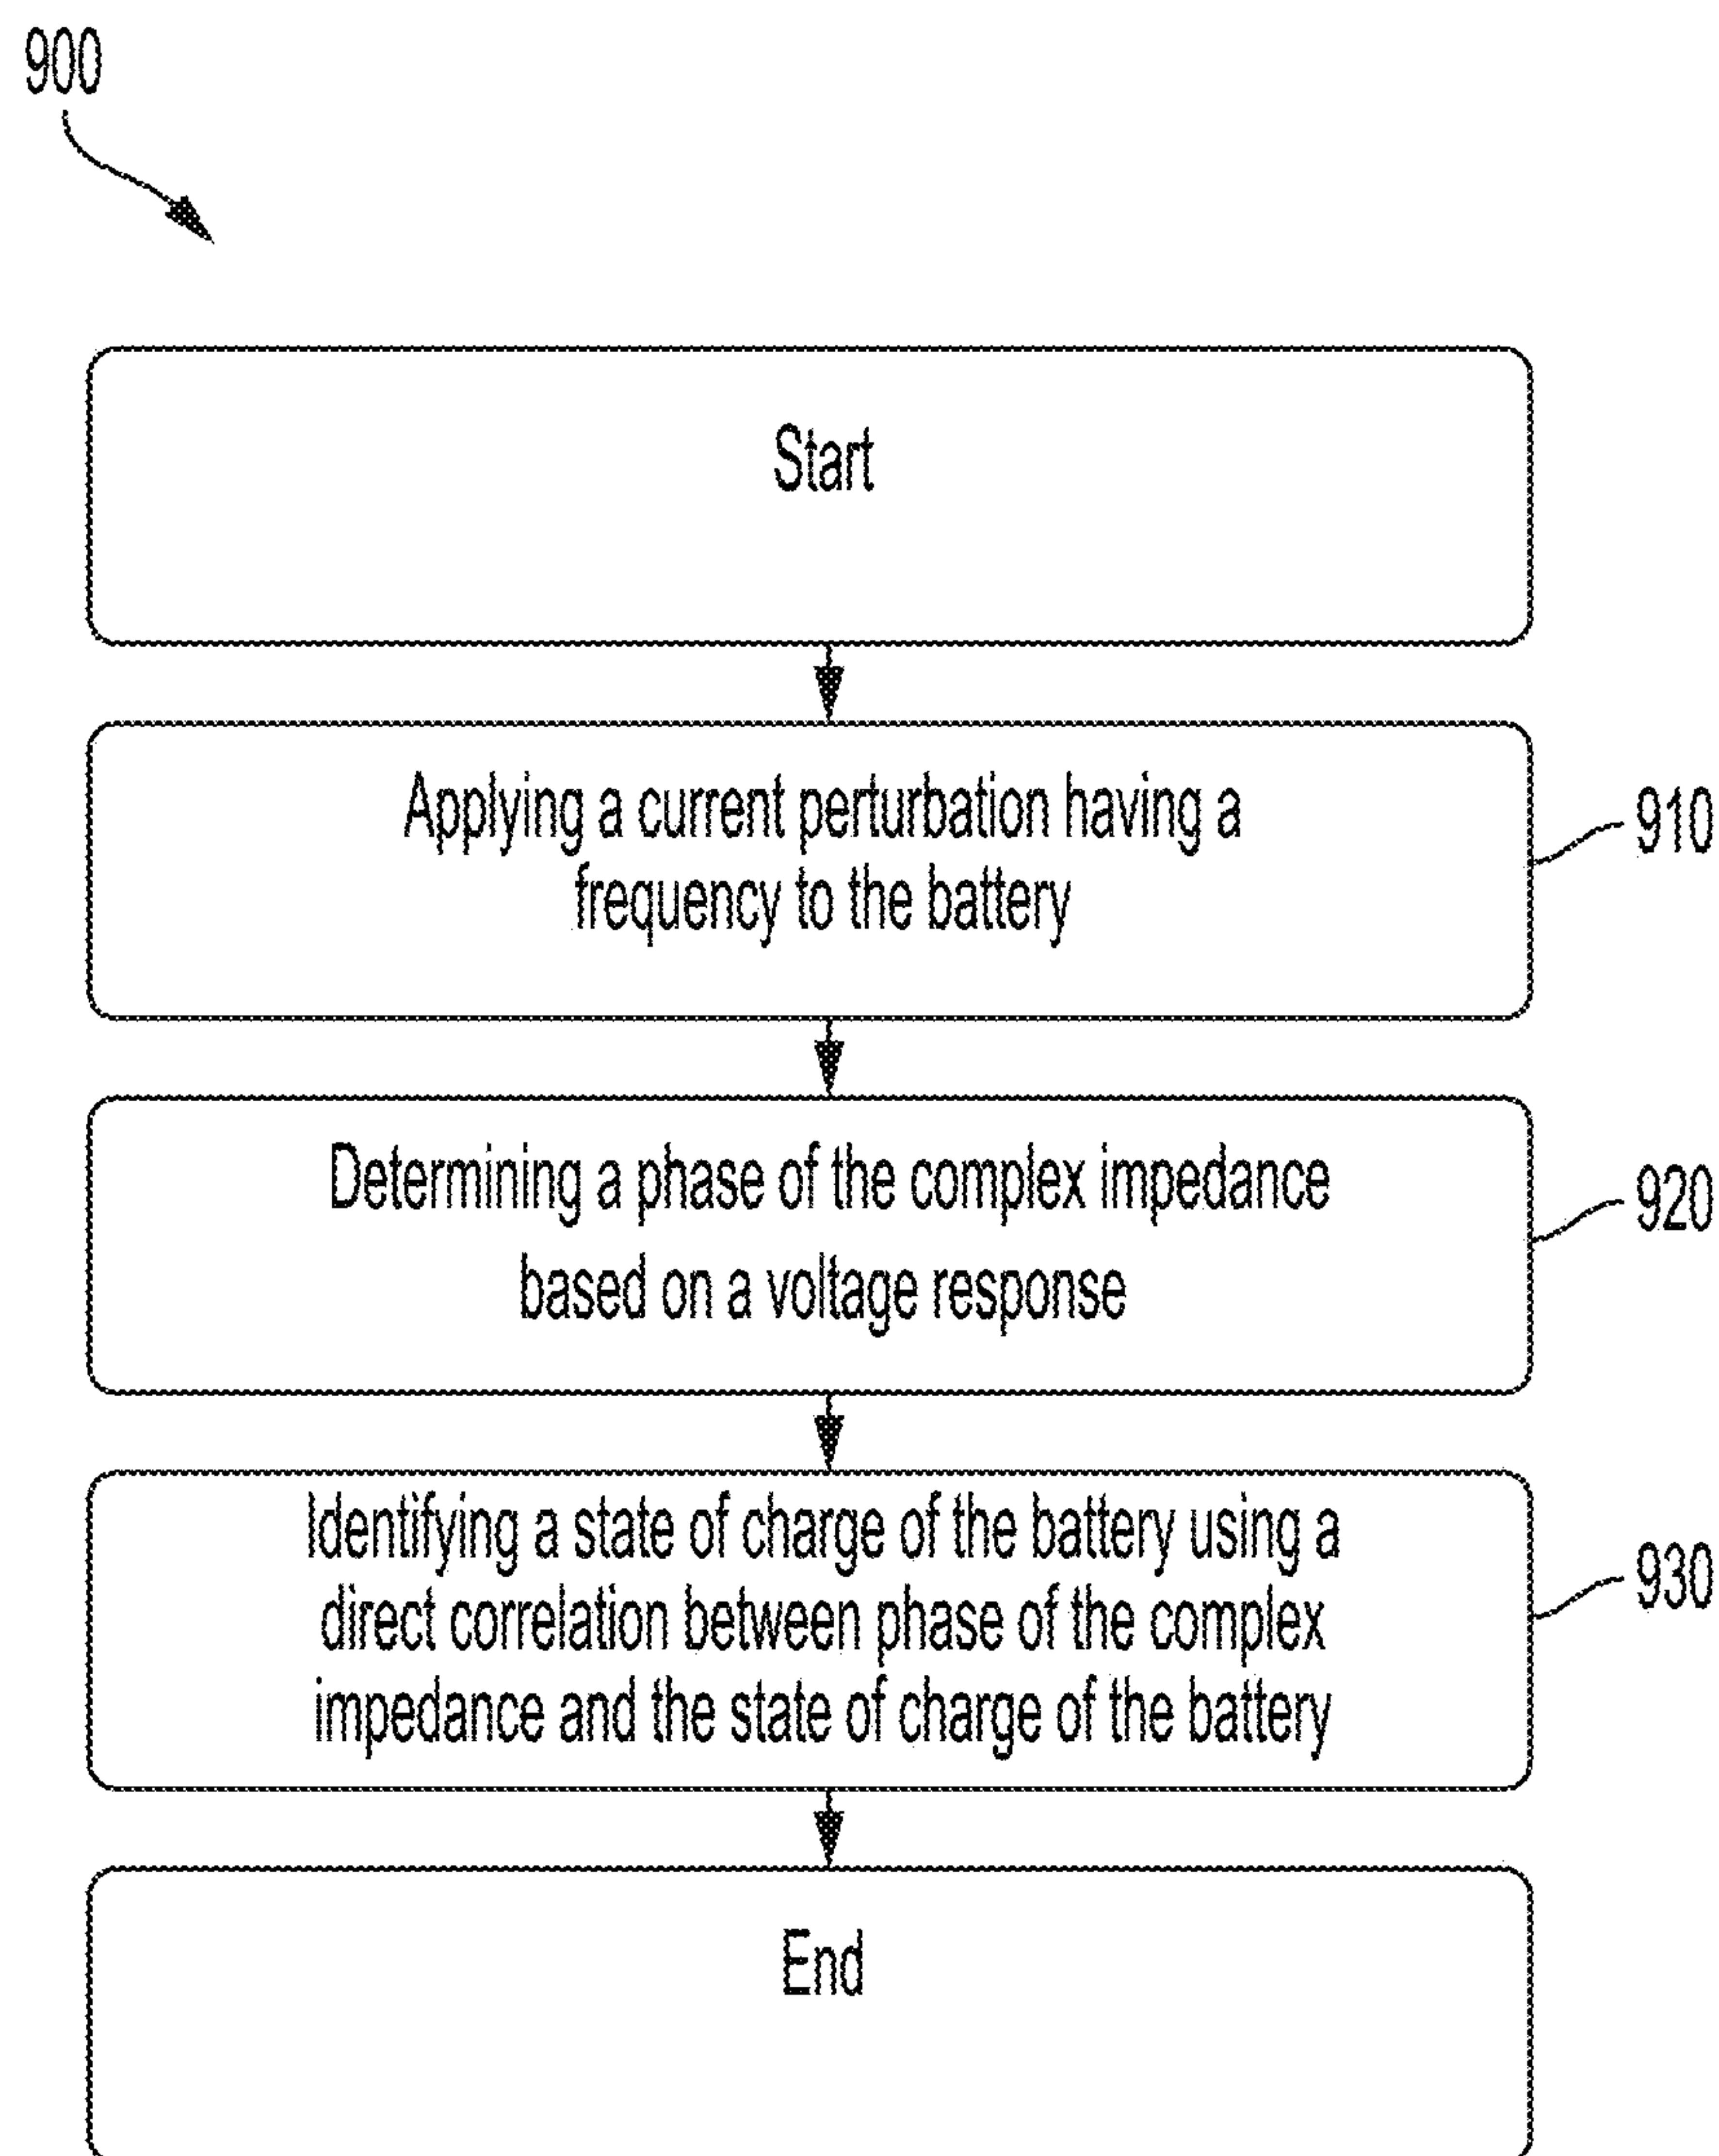 900
Start
Applying a current perturbation having a
frequency to the battery
910
Determining a phase of the complex impedance
based on a voltage response
920
Identifying a state of charge of the battery using a
direct correlation between phase of the complex
impedance and the state of charge of the battery
930
End